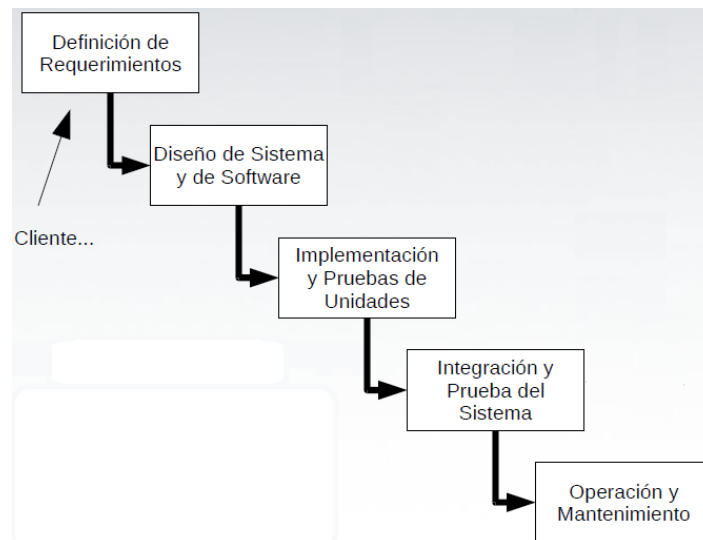 Definición de
Requerimientos
Diseño de Sistema
y de Software
Cliente...
Implementación
y Pruebas de
Unidades
Integración y
Prueba del
Sistema
Operación y
Mantenimiento